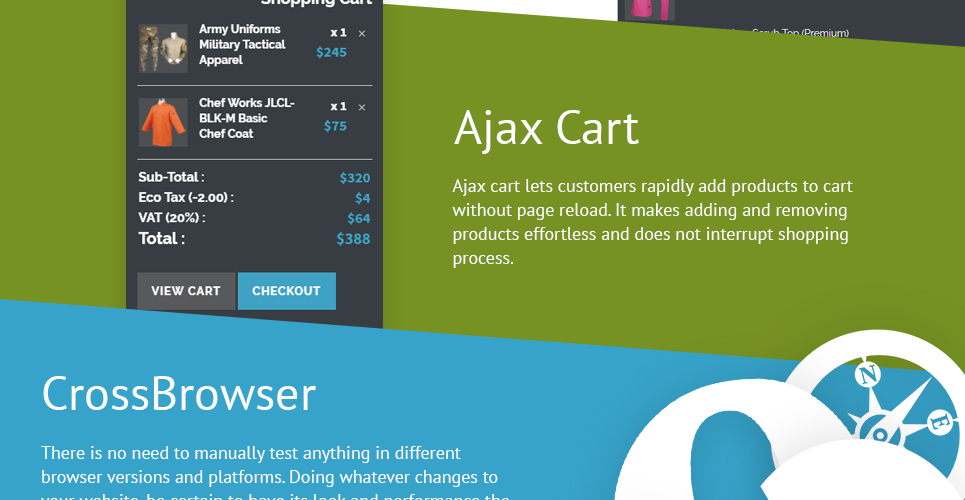 Shopping Cart
Army Uniforms
Military Tactical
Apparel
x 1 ×
$245
Chef Works JLCL-
BLK-M Basic
Chef Coat
x 1 ×
$75
Sub-Total : $320
Eco Tax (-2.00) : $4
VAT (20%) : $64
Total : $388
VIEW CART CHECKOUT
Scrub Top (Premium)
Ajax Cart
Ajax cart lets customers rapidly add products to cart
without page reload. It makes adding and removing
products effortless and does not interrupt shopping
process.
CrossBrowser
There is no need to manually test anything in different
browser versions and platforms. Doing whatever changes to
your website, be certain to have its look and performance the
N
E